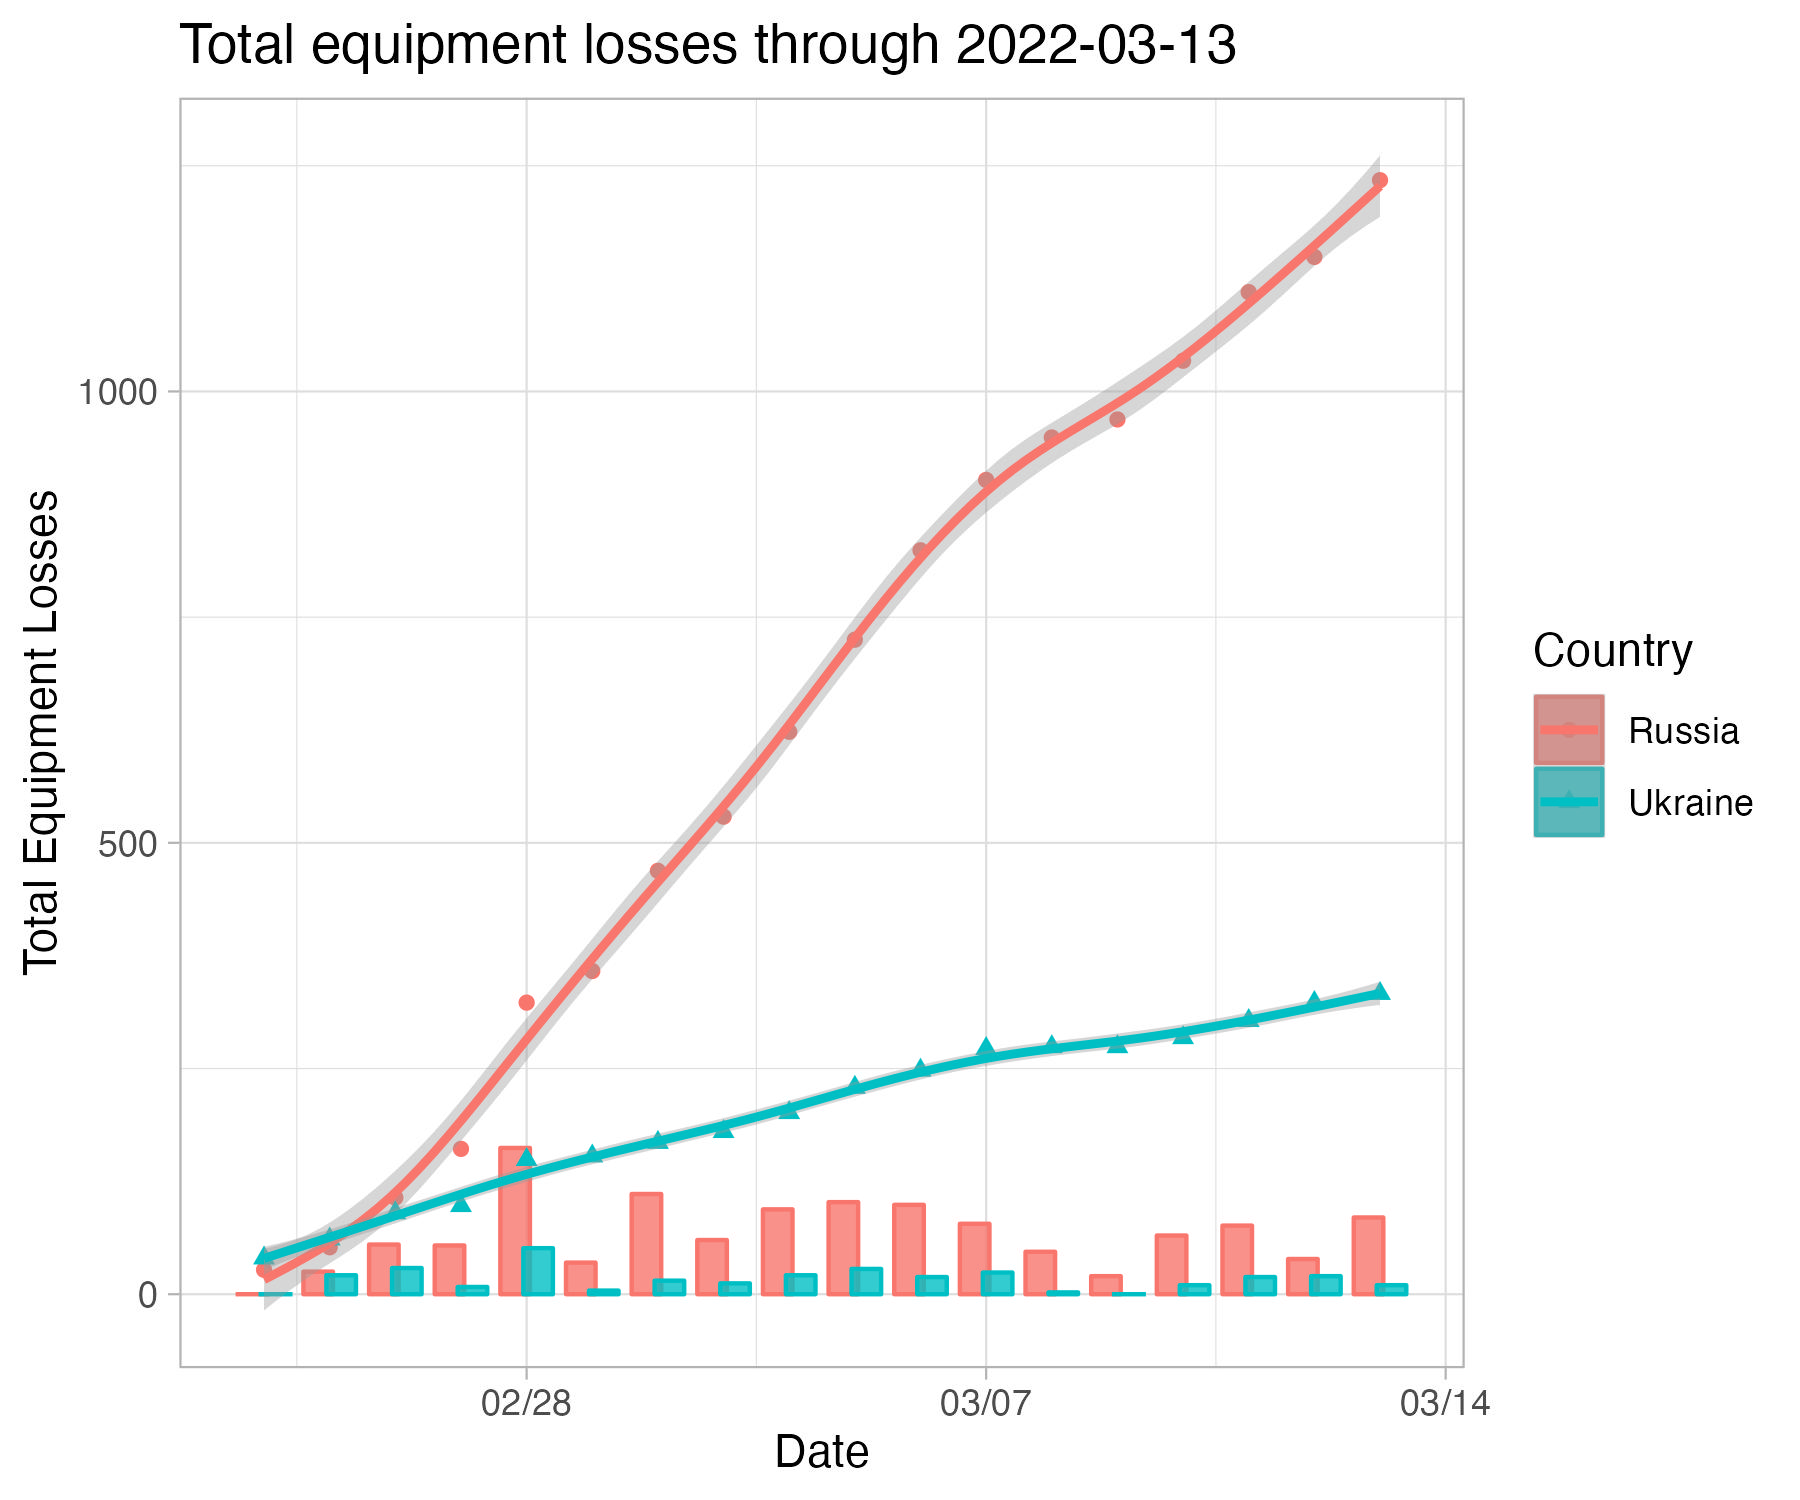 Total equipment losses through 2022-03-13
Total Equipment Losses
1000
500
0
02/28
03/07
03/14
Date
Country
Russia
Ukraine